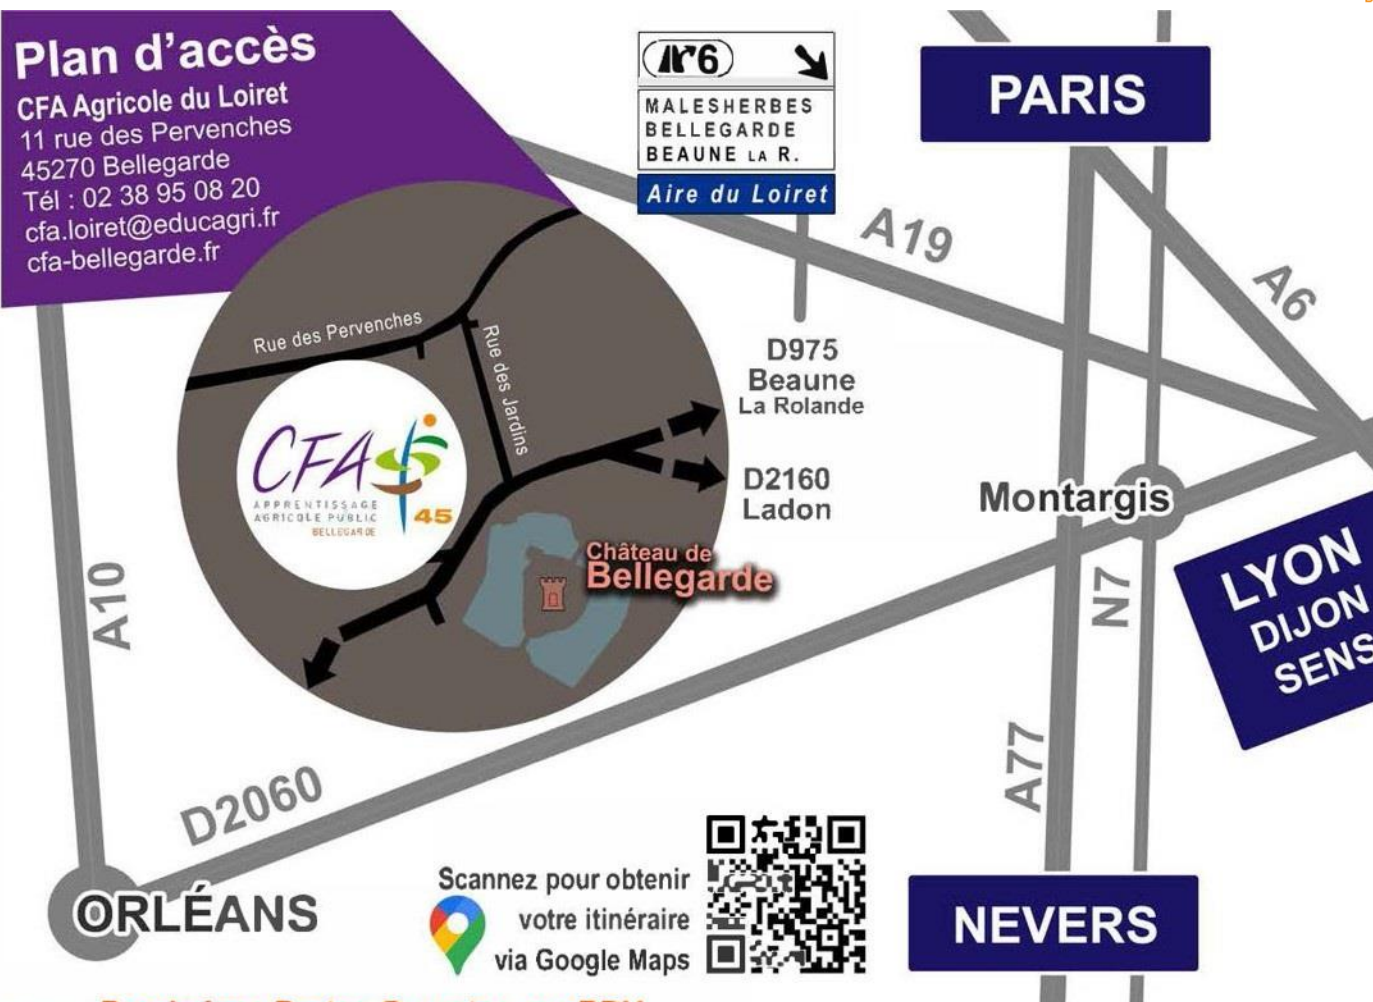 Plan d'accès
CFA Agricole du Loiret
11 rue des Pervenches
45270 Bellegarde
Tél : 02 38 95 08 20
cfa.loiret@educagri.fr
cfa-bellegarde.fr
6
MALESHERBES
BELLEGARDE
BEAUNE LA R.
Aire du Loiret
PARIS
A19
A6
Rue des Pervenches
Rue des Jardins
D975
Beaune
La Rolande
D2160
Ladon
CFA
APPRENTISSAGE
AGRICOLE PUBLIC
45
BELLEGARDE
Château de
Bellegarde
Montargis
LYON
DIJON
SENS
A10
N7
A77
D2060
ORLÉANS
Scannez pour obtenir
votre itinéraire
via Google Maps
NEVERS